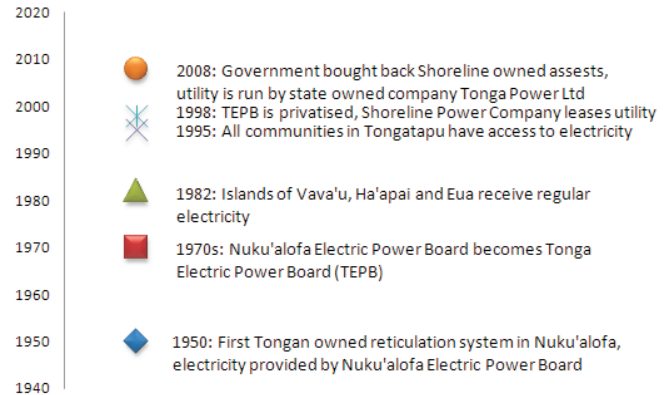 2020
2010
2008: Government bought back Shoreline owned assests,
utility is run by state owned company Tonga Power Ltd
2000
1998: TEPB is privatised, Shoreline Power Company leases utility
1995: All communities in Tongatapu have access to electricity
1990
1980
1982: Islands of Vava'u, Ha'apai and Eua receive regular
electricity
1970
1970s: Nuku'alofa Electric Power Board becomes Tonga
Electric Power Board (TEPB)
1960
1950
1950: First Tongan owned reticulation system in Nuku'alofa,
electricity provided by Nuku'alofa Electric Power Board
1940